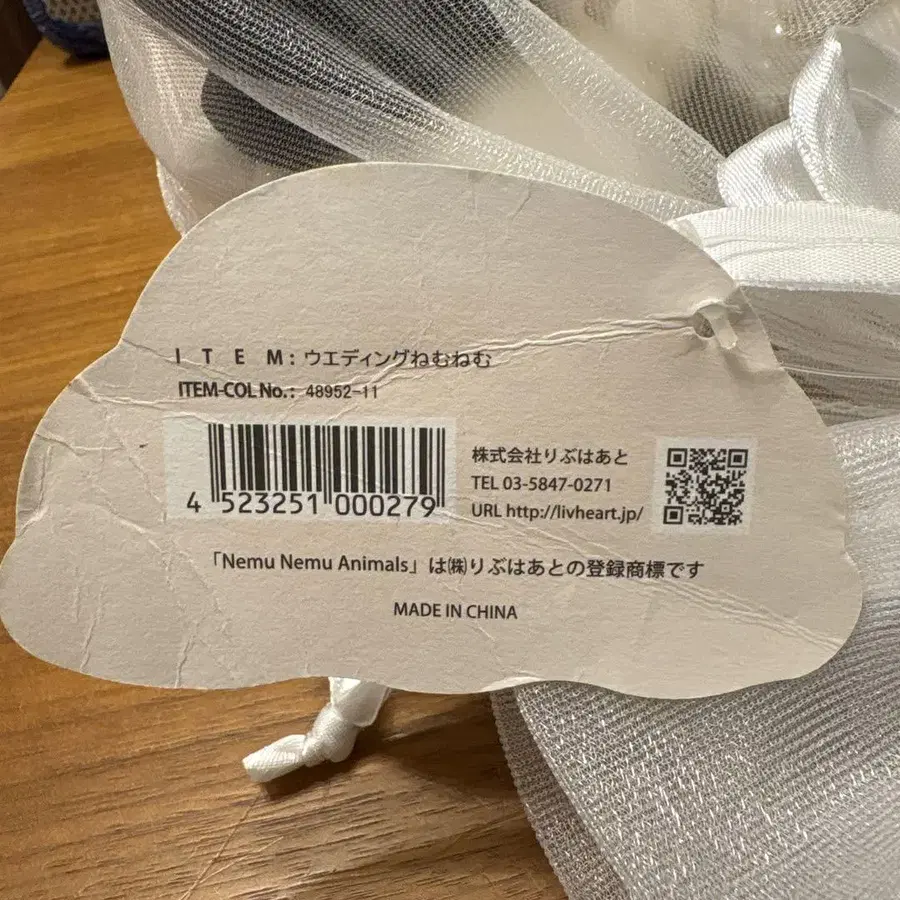 ITEM: ウエディングねむねむ
ITEM-COL No.: 48952-11
4 523251 000279
株式会社りぶはあと
TEL 03-5847-0271
URL http://livheart.jp/
「Nemu Nemu Animals」は㈱りぶはあとの登録商標です
MADE IN CHINA